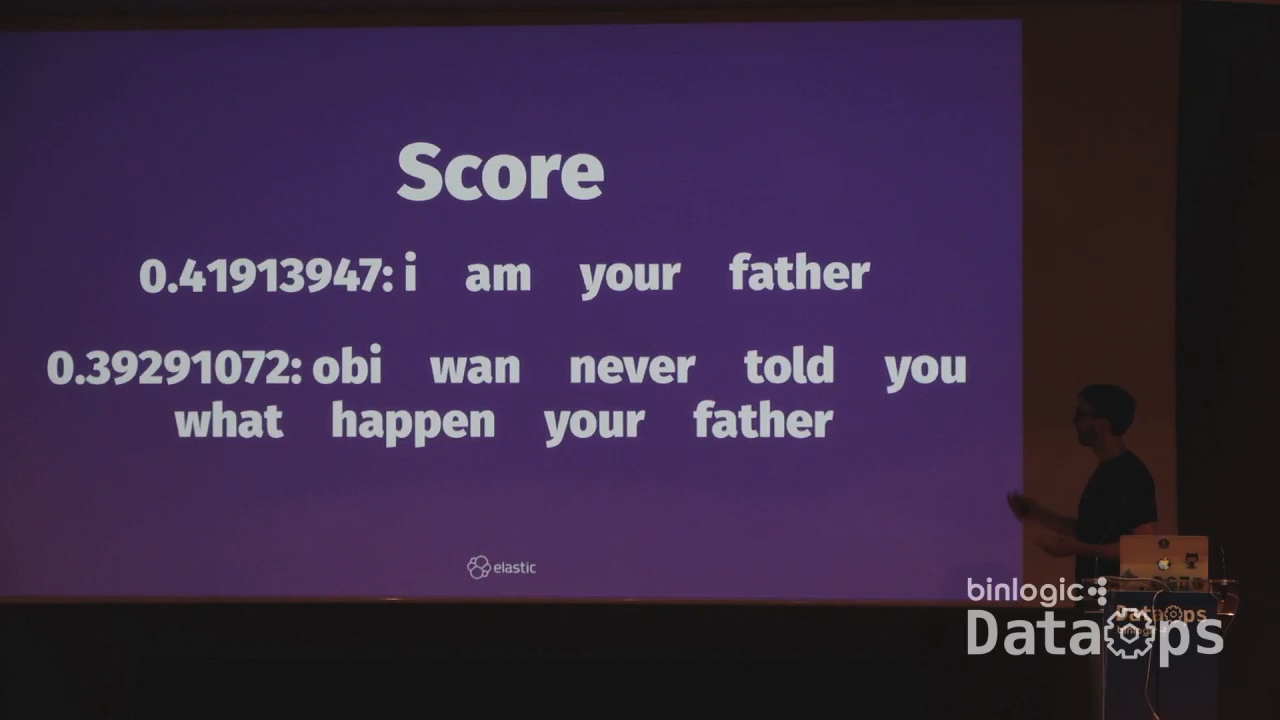 Score
0.41913947: i am your father
0.39291072: obi wan never told you
what happen your father
elastic
binlogic
DataOps
DataOps